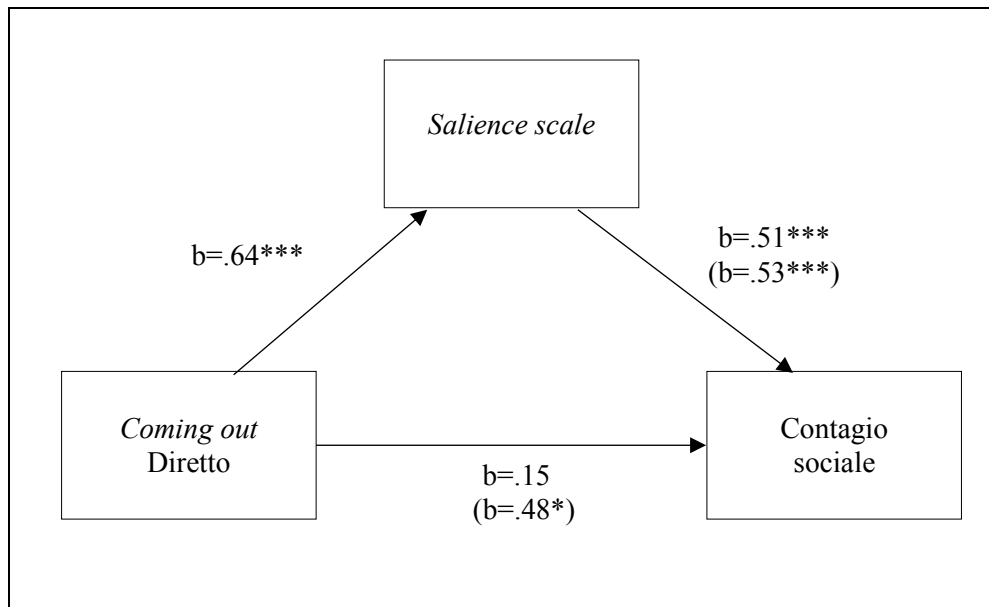 Salience scale
b=.64***
b=.51***
(b=.53***)
Coming out
Diretto
b=.15
(b=.48*)
Contagio
sociale